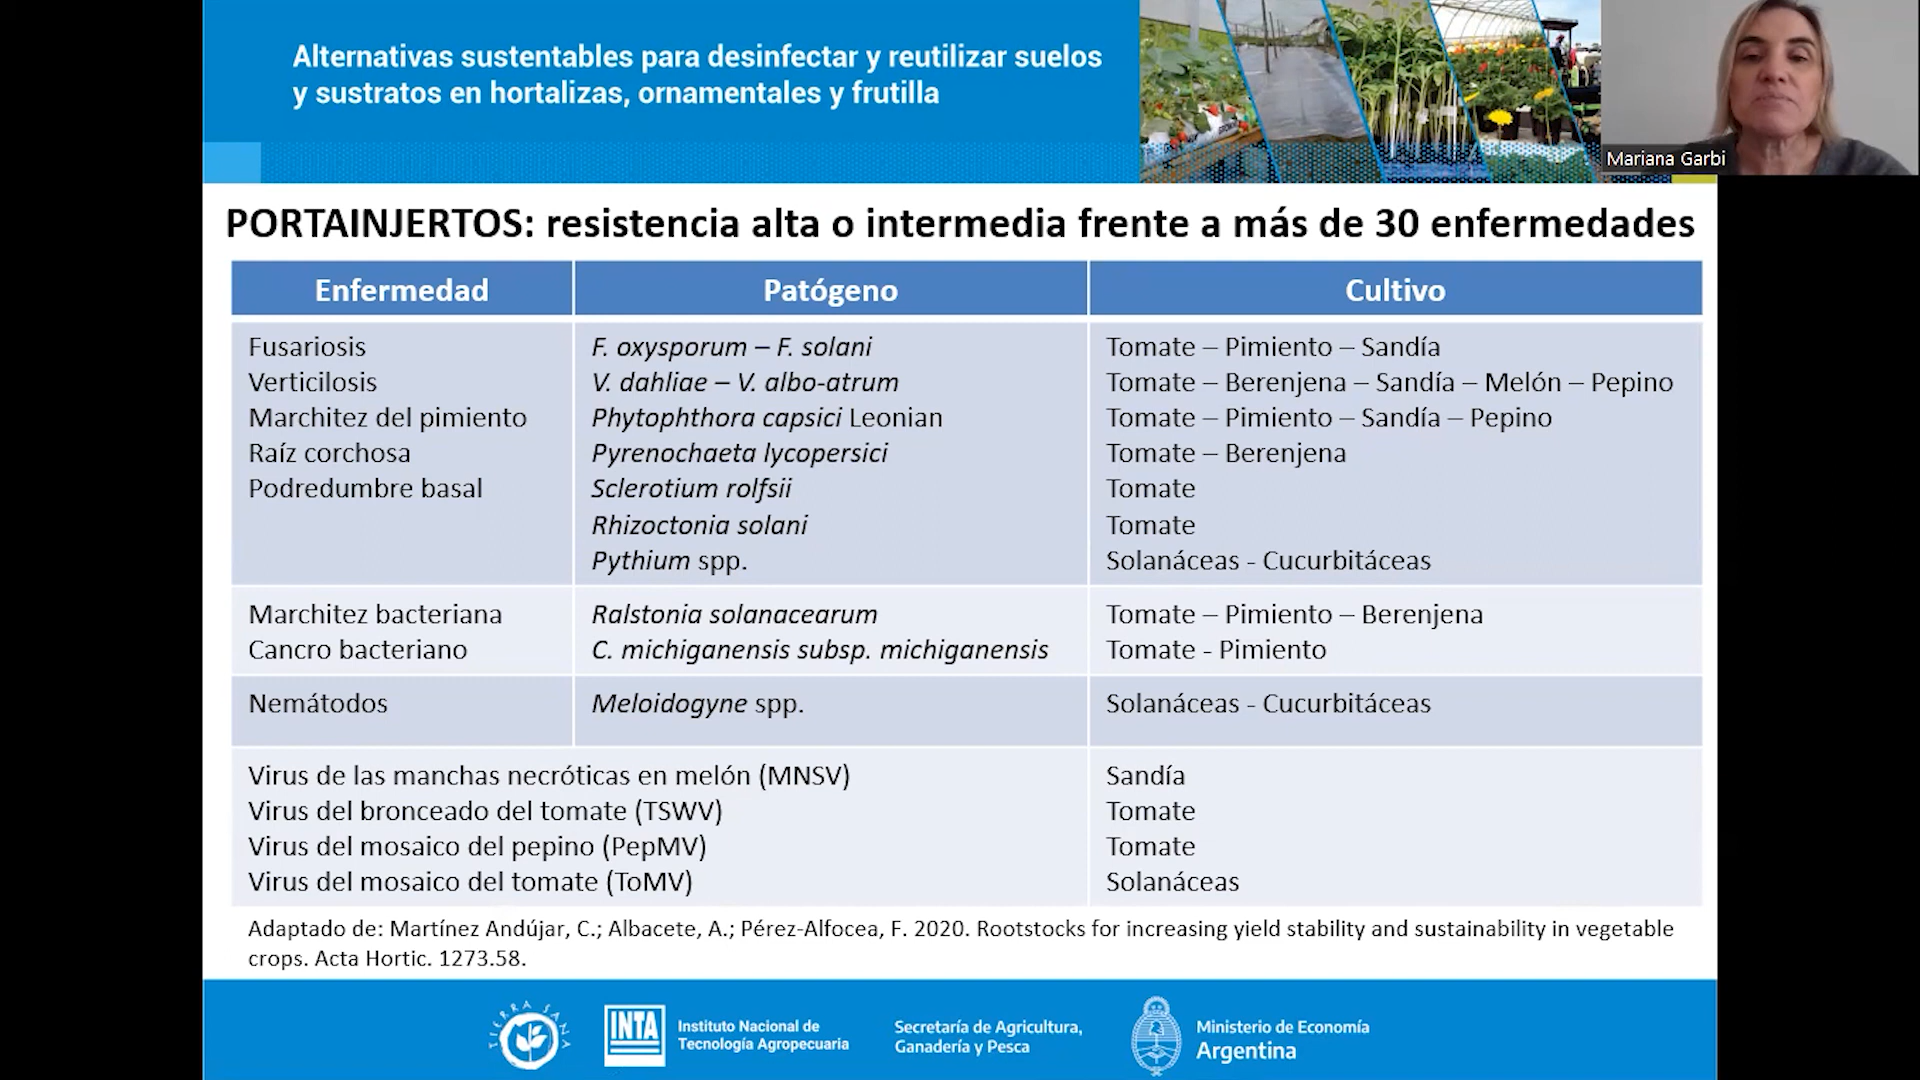 Alternativas sustentables para desinfectar y reutilizar suelos
y sustratos en hortalizas, ornamentales y frutilla
Mariana Garbi
PORTAINJERTOS: resistencia alta o intermedia frente a más de 30 enfermedades
Enfermedad Patógeno Cultivo
Fusariosis F. oxysporum – F. solani Tomate – Pimiento – Sandía
Verticilosis V. dahliae – V. albo-atrum Tomate – Berenjena – Sandía – Melón – Pepino
Marchitez del pimiento Phytophthora capsici Leonian Tomate – Pimiento – Sandía – Pepino
Raíz corchosa Pyrenochaeta lycopersici Tomate – Berenjena
Podredumbre basal Sclerotium rolfsii Tomate
Rhizoctonia solani Tomate
Pythium spp. Solanáceas - Cucurbitáceas
Marchitez bacteriana Ralstonia solanacearum Tomate – Pimiento – Berenjena
Cancro bacteriano C. michiganensis subsp. michiganensis Tomate - Pimiento
Nemátodos Meloidogyne spp. Solanáceas - Cucurbitáceas
Virus de las manchas necróticas en melón (MNSV) Sandía
Virus del bronceado del tomate (TSWV) Tomate
Virus del mosaico del pepino (PepMV) Tomate
Virus del mosaico del tomate (ToMV) Solanáceas
Adaptado de: Martínez Andújar, C.; Albacete, A.; Pérez-Alfocea, F. 2020. Rootstocks for increasing yield stability and sustainability in vegetable
crops. Acta Hortic. 1273.58.
TIERRA SANA
INTA
Instituto Nacional de
Tecnología Agropecuaria
Secretaría de Agricultura,
Ganadería y Pesca
Ministerio de Economía
Argentina